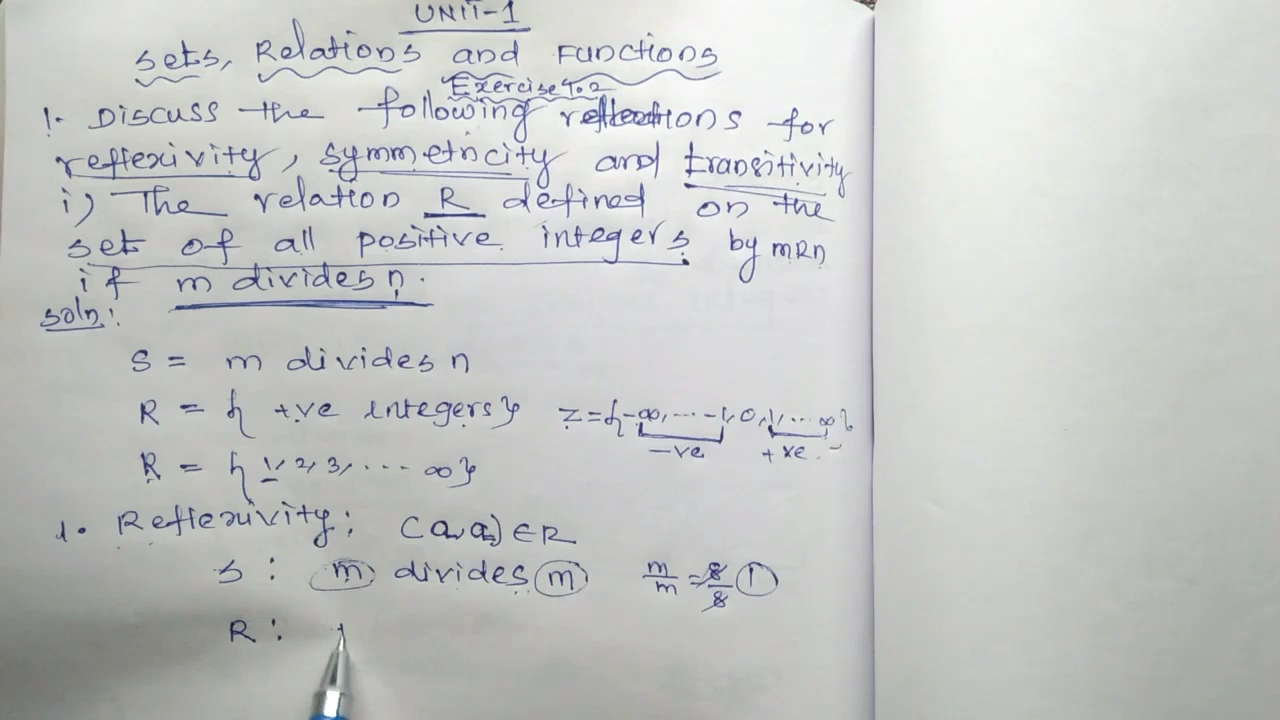 UNIT-1
Sets, Relations and Functions
Exercise 1.2
1. Discuss the following relations for
reflexivity, symmetricity and transitivity
i) The relation R defined on the
set of all positive integers by mRn
if m divides n.
Soln:
S = m divides n
R = { +ve integers} Z={-∞,...-1,0,1,...∞}
-ve +ve
R = { 1, 2, 3, .... ∞}
1. Reflexivity: (a,a) ∈ R
S : m divides m m/m = 8/8 1
R :